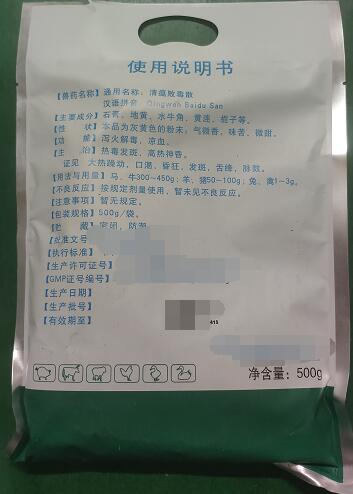 使用说明书
【兽药名称】通用名称：清瘟败毒散
汉语拼音：Qingwen Baidu San
【主要成分】石膏、地黄、水牛角、黄连、栀子等。
【性　　状】本品为灰黄色的粉末，气微香，味苦、微甜。
【功　　能】泻火解毒，凉血。
【主　　治】热毒发斑，高热神昏。
证见　大热躁动，口渴，昏狂，发斑，舌绛，脉数。
【用法与用量】马、牛300~450g；羊、猪50~100g；兔、禽1~3g。
【不良反应】按规定剂量使用，暂未见不良反应。
【注意事项】暂无规定。
【包装规格】500g/袋。
【贮　　藏】密闭，防潮
【批准文号】
【执行标准】
【生产许可证号】
【GMP证号编号】
【生产日期】
【生产批号】
【有效期至】
净含量：500g